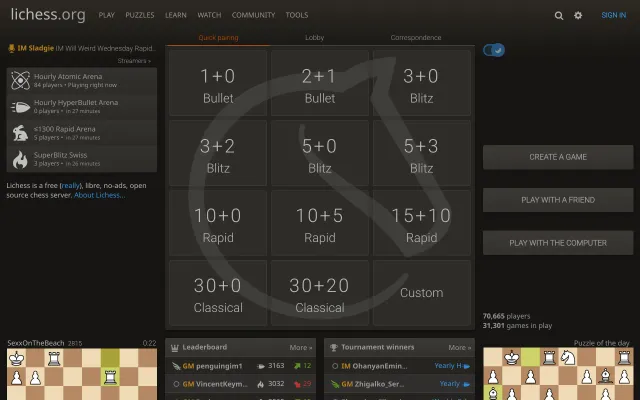 lichess.org PLAY PUZZLES LEARN WATCH COMMUNITY TOOLS SIGN IN
IM Sladgie IM Will Weird Wednesday Rapid..
Streamers »
Hourly Atomic Arena
84 players • Playing right now
Hourly HyperBullet Arena
0 players • in 27 minutes
≤1300 Rapid Arena
5 players • in 27 minutes
SuperBlitz Swiss
3 players • in 26 minutes
Lichess is a free (really), libre, no-ads, open
source chess server. About Lichess...
Quick pairing Lobby Correspondence
1+0 2+1 3+0
Bullet Bullet Blitz
3+2 5+0 5+3
Blitz Blitz Blitz
10+0 10+5 15+10
Rapid Rapid Rapid
30+0 30+20 Custom
Classical Classical
CREATE A GAME
PLAY WITH A FRIEND
PLAY WITH THE COMPUTER
70,665 players
31,301 games in play
SexxOnTheBeach 2815 0:22
Leaderboard More »
GM penguingim1 3163 12
GM VincentKeym... 3032 29
Tournament winners More »
IM OhanyanEmin... Yearly H
GM Zhigalko_Ser... Yearly
Puzzle of the day